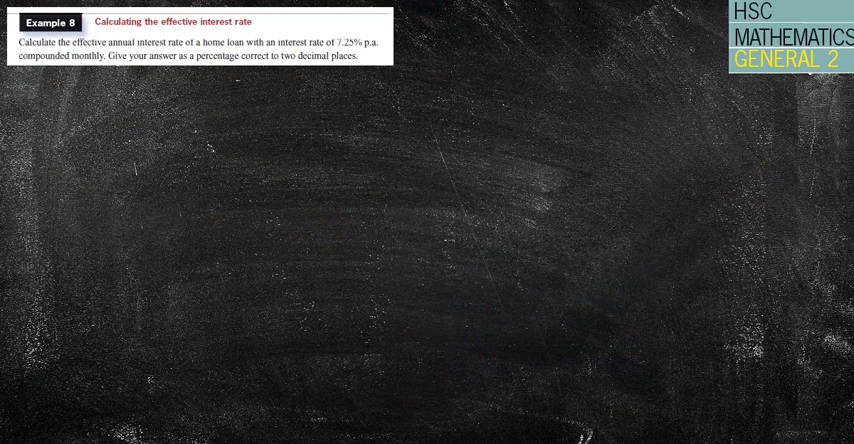 Example 8 Calculating the effective interest rate
Calculate the effective annual interest rate of a home loan with an interest rate of 7.25% p.a.
compounded monthly. Give your answer as a percentage correct to two decimal places.
HSC
MATHEMATICS
GENERAL 2